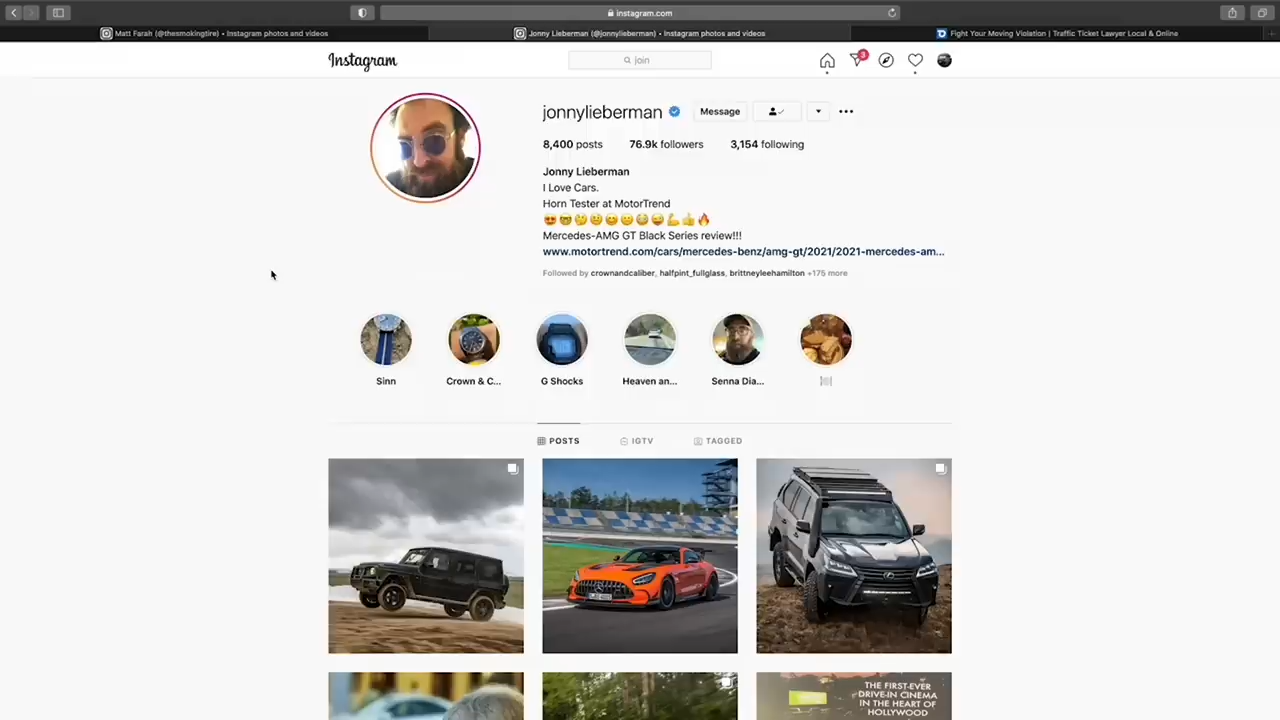 instagram.com
Matt Farah (@thesmokingtire) • Instagram photos and videos
Jonny Lieberman (@jonnylieberman) • Instagram photos and videos
Fight Your Moving Violation | Traffic Ticket Lawyer Local & Online
Instagram
join
3
jonnylieberman
Message
8,400 posts 76.9k followers 3,154 following
Jonny Lieberman
I Love Cars.
Horn Tester at MotorTrend
Mercedes-AMG GT Black Series review!!!
www.motortrend.com/cars/mercedes-benz/amg-gt/2021/2021-mercedes-am...
Followed by crownandcaliber, halfpint_fullglass, brittneyleehamilton +175 more
Sinn
Crown & C...
G Shocks
Heaven an...
Senna Dia...
POSTS
IGTV
TAGGED
THE FIRST-EVER
DRIVE-IN CINEMA
IN THE HEART OF
HOLLYWOOD